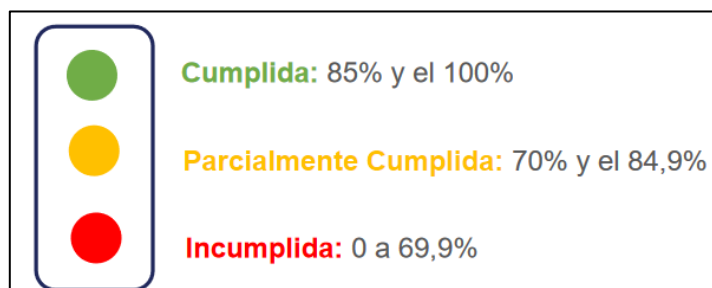 Cumplida: 85% y el 100%
Parcialmente Cumplida: 70% y el 84,9%
Incumplida: 0 a 69,9%